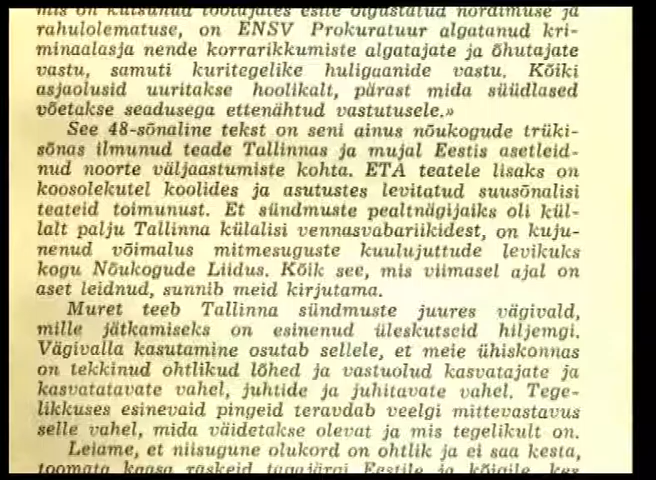 mis on kutsunud töötajates esile õigustatud nördimuse ja
rahulolematuse, on ENSV Prokuratuur algatanud kri-
minaalasja nende korrarikkumiste algatajate ja õhutajate
vastu, samuti kuritegelike huligaanide vastu. Kõiki
asjaolusid uuritakse hoolikalt, pärast mida süüdlased
võetakse seadusega ettenähtud vastutusele.»
See 48-sõnaline tekst on seni ainus nõukogude trüki-
sõnas ilmunud teade Tallinnas ja mujal Eestis asetleid-
nud noorte väljaastumiste kohta. ETA teatele lisaks on
koosolekutel koolides ja asutustes levitatud suusõnalisi
teateid toimunust. Et sündmuste pealtnägijaiks oli kül-
lalt palju Tallinna külalisi vennasvabariikidest, on kuju-
nenud võimalus mitmesuguste kuulujuttude levikuks
kogu Nõukogude Liidus. Kõik see, mis viimasel ajal on
aset leidnud, sunnib meid kirjutama.
Muret teeb Tallinna sündmuste juures vägivald,
mille jätkamiseks on esinenud üleskutseid hiljemgi.
Vägivalla kasutamine osutab sellele, et meie ühiskonnas
on tekkinud ohtlikud lõhed ja vastuolud kasvatajate ja
kasvatatavate vahel, juhtide ja juhitavate vahel. Tege-
likkuses esinevaid pingeid teravdab veelgi mittevastavus
selle vahel, mida väidetakse olevat ja mis tegelikult on.
Leiame, et niisugune olukord on ohtlik ja ei saa kesta,
toomata kaasa raskeid tagajärgi Eestile ja kõigile, kes